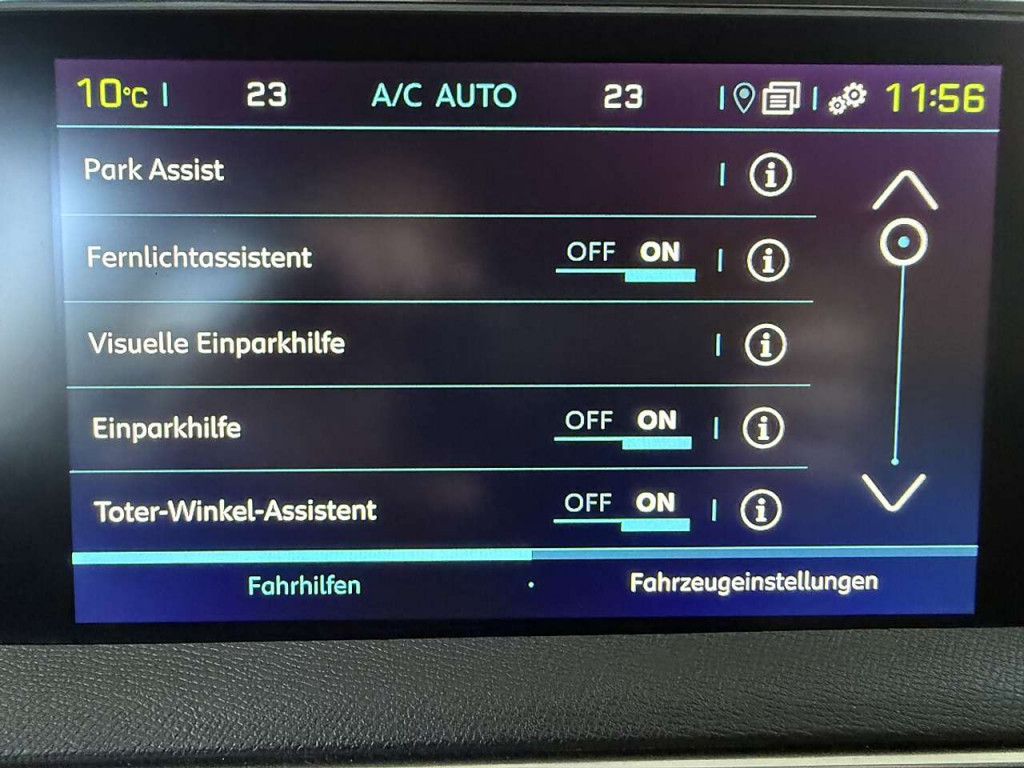 10°C 23 A/C AUTO 23 11:56
Park Assist i
Fernlichtassistent OFF ON i
Visuelle Einparkhilfe i
Einparkhilfe OFF ON i
Toter-Winkel-Assistent OFF ON i
Fahrhilfen · Fahrzeugeinstellungen